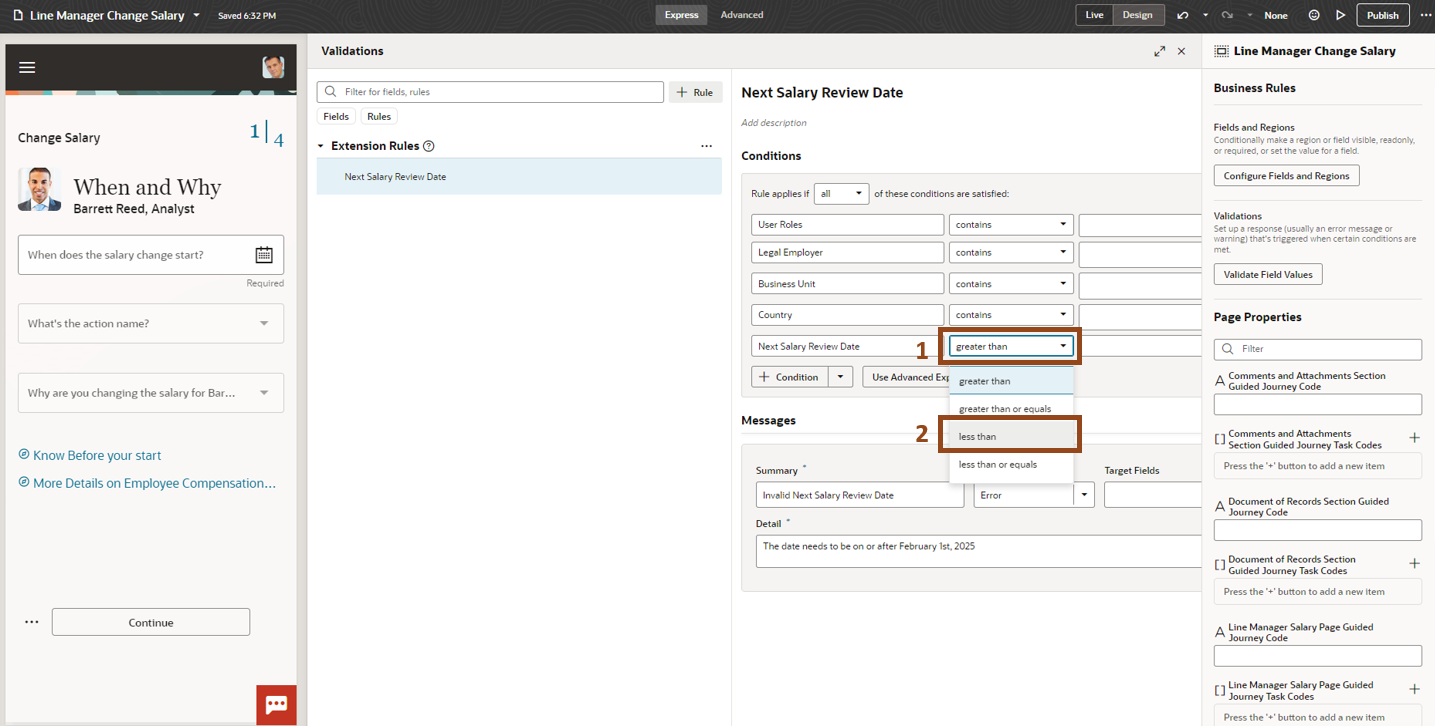 Line Manager Change Salary
Saved 6:32 PM
Express
Advanced
Live
Design
None
Publish
Change Salary
1
4
When and Why
Barrett Reed, Analyst
When does the salary change start?
Required
What's the action name?
Why are you changing the salary for Bar...
Know Before your start
More Details on Employee Compensation...
Continue
Validations
Filter for fields, rules
+ Rule
Fields
Rules
Extension Rules
Next Salary Review Date
Next Salary Review Date
Add description
Conditions
Rule applies if
all
of these conditions are satisfied:
User Roles
contains
Legal Employer
contains
Business Unit
contains
Country
contains
Next Salary Review Date
1
greater than
+ Condition
Use Advanced Exp
greater than
greater than or equals
2
less than
less than or equals
Messages
Summary *
Target Fields
Invalid Next Salary Review Date
Error
Detail *
The date needs to be on or after February 1st, 2025
Line Manager Change Salary
Business Rules
Fields and Regions
Conditionally make a region or field visible, readonly,
or required, or set the value for a field.
Configure Fields and Regions
Validations
Set up a response (usually an error message or
warning) that's triggered when certain conditions are
met.
Validate Field Values
Page Properties
Filter
A Comments and Attachments Section
Guided Journey Code
[ ] Comments and Attachments
Section Guided Journey Task Codes
Press the '+' button to add a new item
A Document of Records Section Guided
Journey Code
[ ] Document of Records Section
Guided Journey Task Codes
Press the '+' button to add a new item
A Line Manager Salary Page Guided
Journey Code
[ ] Line Manager Salary Page Guided
Journey Task Codes
Press the '+' button to add a new item